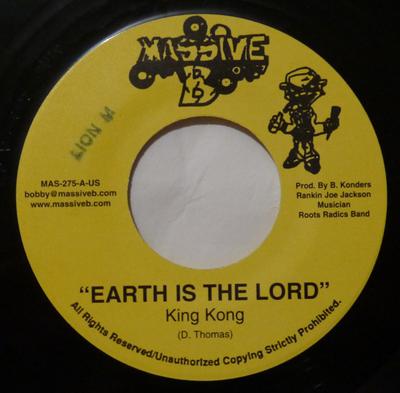 MASSIVE
B
LION M
MAS-275-A-US
bobby@massiveb.com
www.massiveb.com
Prod. By B. Konders
Rankin Joe Jackson
Musician
Roots Radics Band
"EARTH IS THE LORD"
King Kong
(D. Thomas)
All Rights Reserved/Unauthorized Copying Strictly Prohibited.